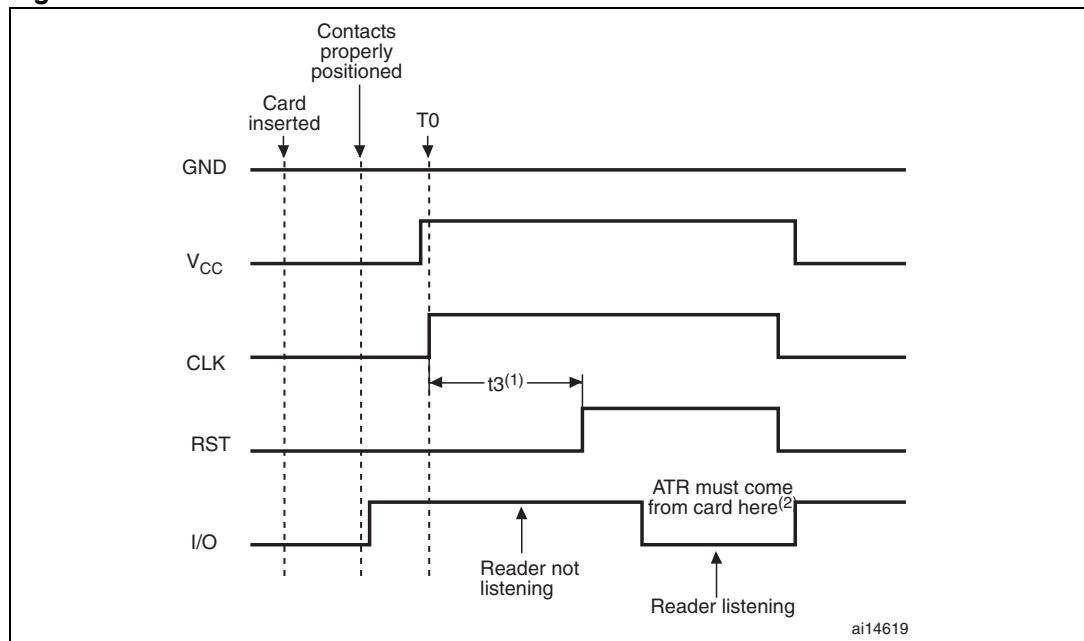 Contacts
properly
positioned
Card
inserted
T0
GND
VCC
CLK
t3(1)
RST
ATR must come
from card here(2)
I/O
Reader not
listening
Reader listening
ai14619